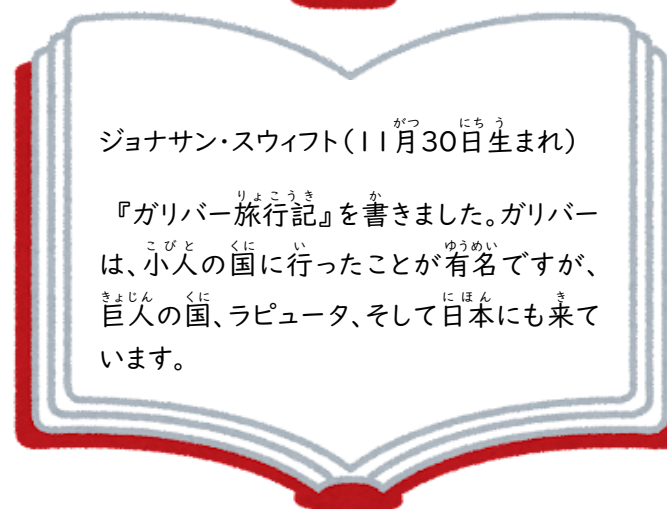 ジョナサン・スウィフト(11月30日生まれ)
『ガリバー旅行記』を書きました。ガリバー
は、小人の国に行ったことが有名ですが、
巨人の国、ラピュータ、そして日本にも来て
います。